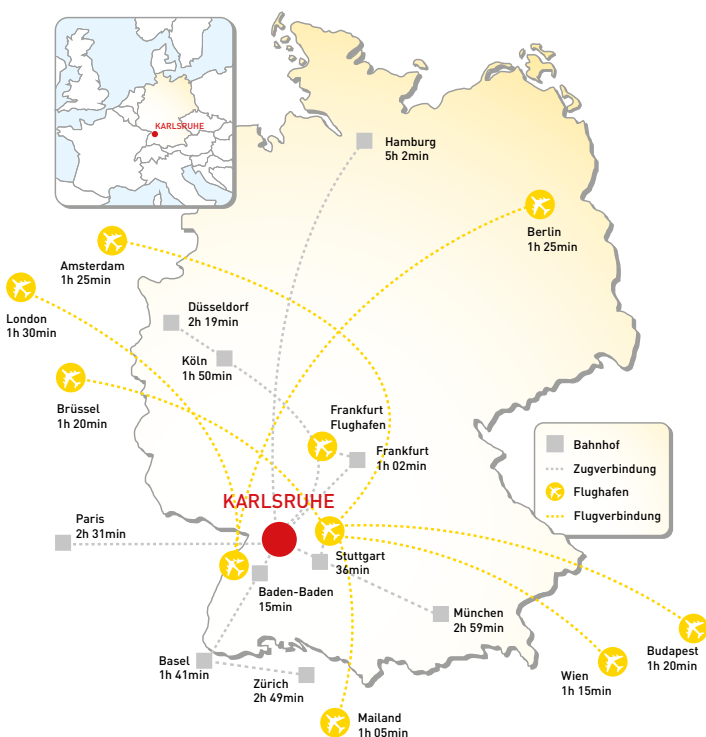 KARLSRUHE
Hamburg
5h 2min
Berlin
1h 25min
Amsterdam
1h 25min
London
1h 30min
Düsseldorf
2h 19min
Köln
1h 50min
Brüssel
1h 20min
Frankfurt
Flughafen
Frankfurt
1h 02min
Bahnhof
Zugverbindung
Flughafen
Flugverbindung
KARLSRUHE
Paris
2h 31min
Stuttgart
36min
Baden-Baden
15min
München
2h 59min
Budapest
1h 20min
Basel
1h 41min
Zürich
2h 49min
Wien
1h 15min
Mailand
1h 05min